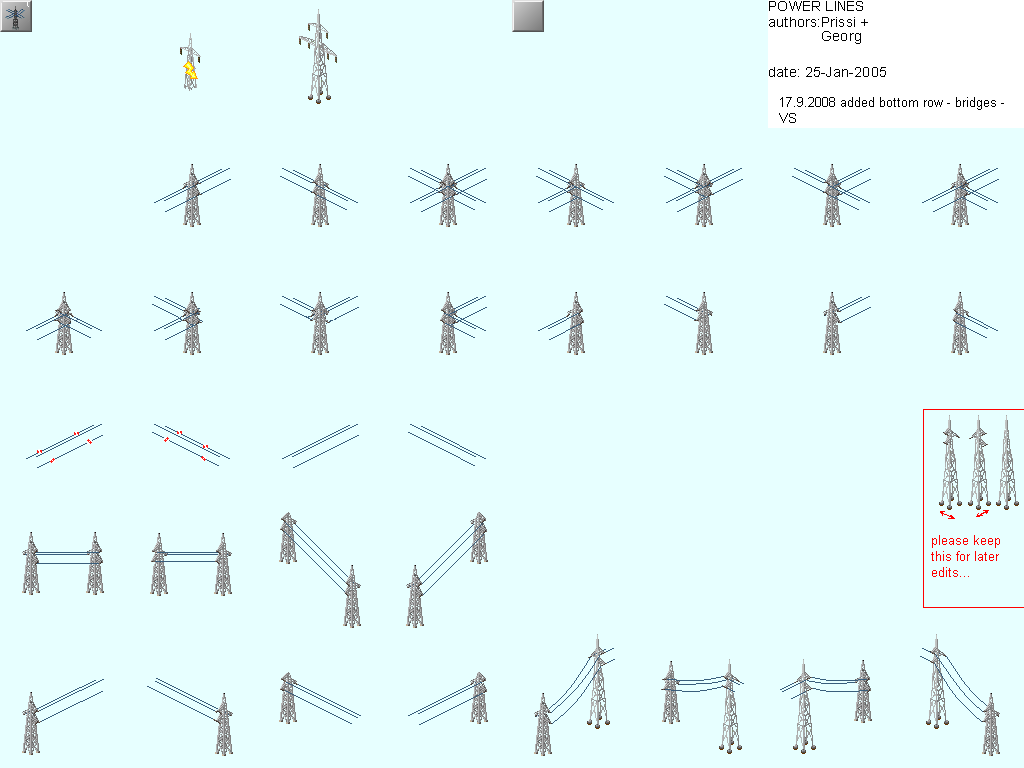 POWER LINES
authors:Prissi +
Georg
date: 25-Jan-2005
17.9.2008 added bottom row - bridges -
VS
please keep
this for later
edits...